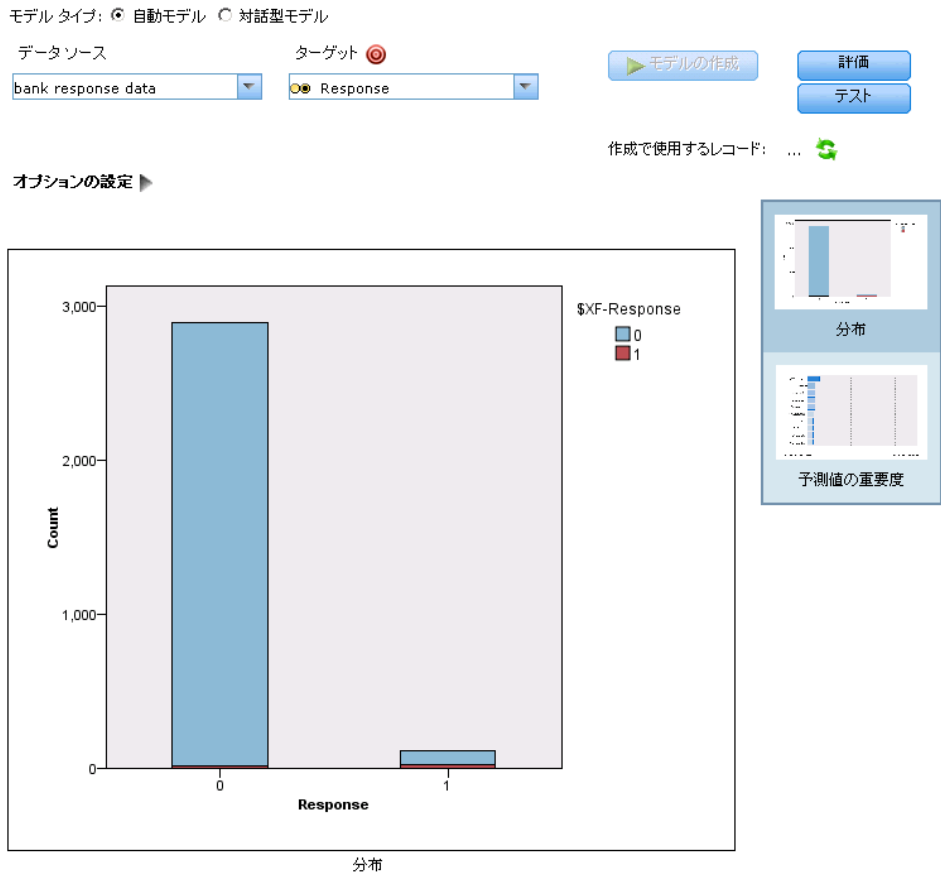 モデル タイプ: 自動モデル 対話型モデル
データ ソース
ターゲット
bank response data
Response
モデルの作成
評価
テスト
作成で使用するレコード: ...
オプションの設定
$XF-Response
0
1
3,000
2,000
1,000
0
Count
0
1
Response
分布
分布
予測値の重要度